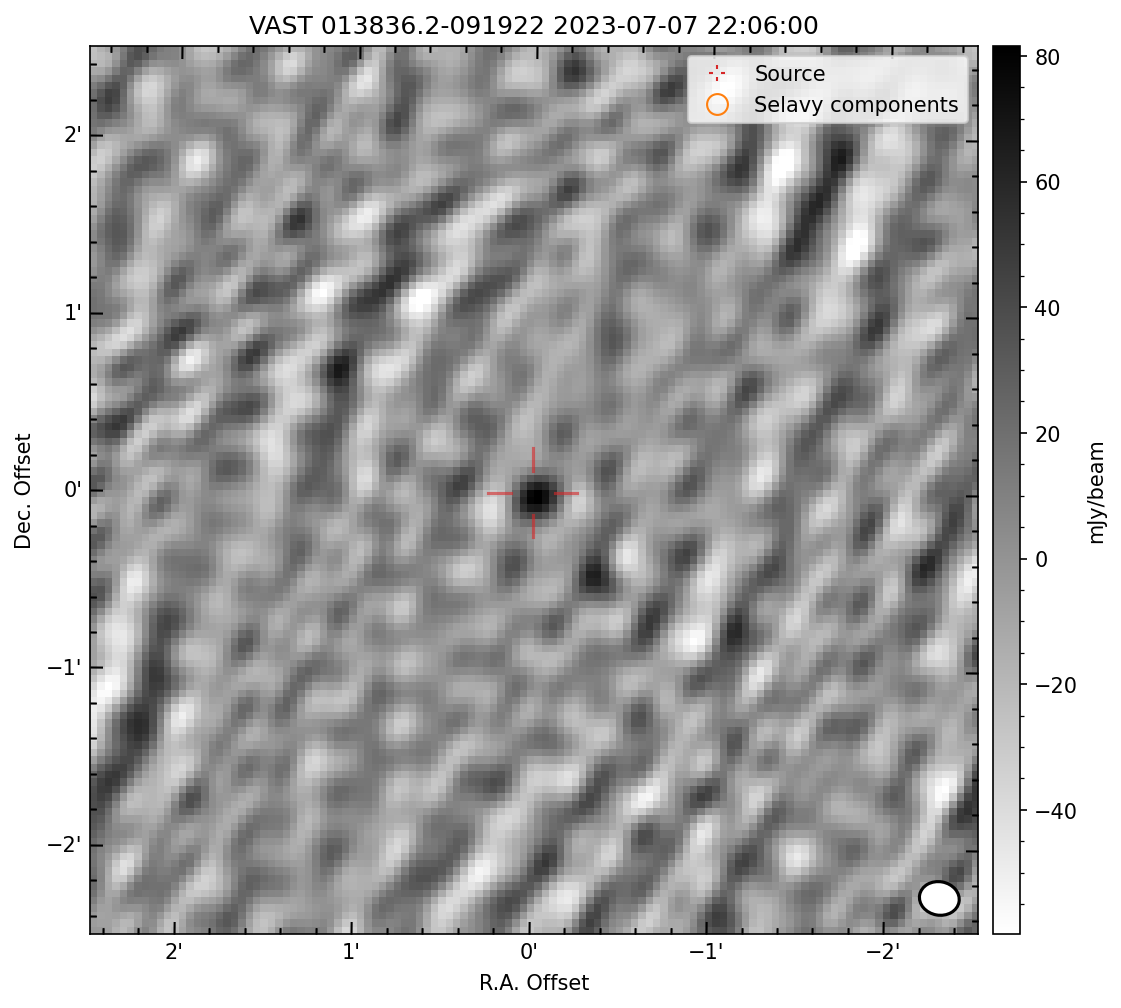 VAST 013836.2-091922 2023-07-07 22:06:00
Source
Selavy components
2'
1'
0'
−1'
−2'
Dec. Offset
2'
1'
0'
−1'
−2'
R.A. Offset
80
60
40
20
0
−20
−40
mJy/beam